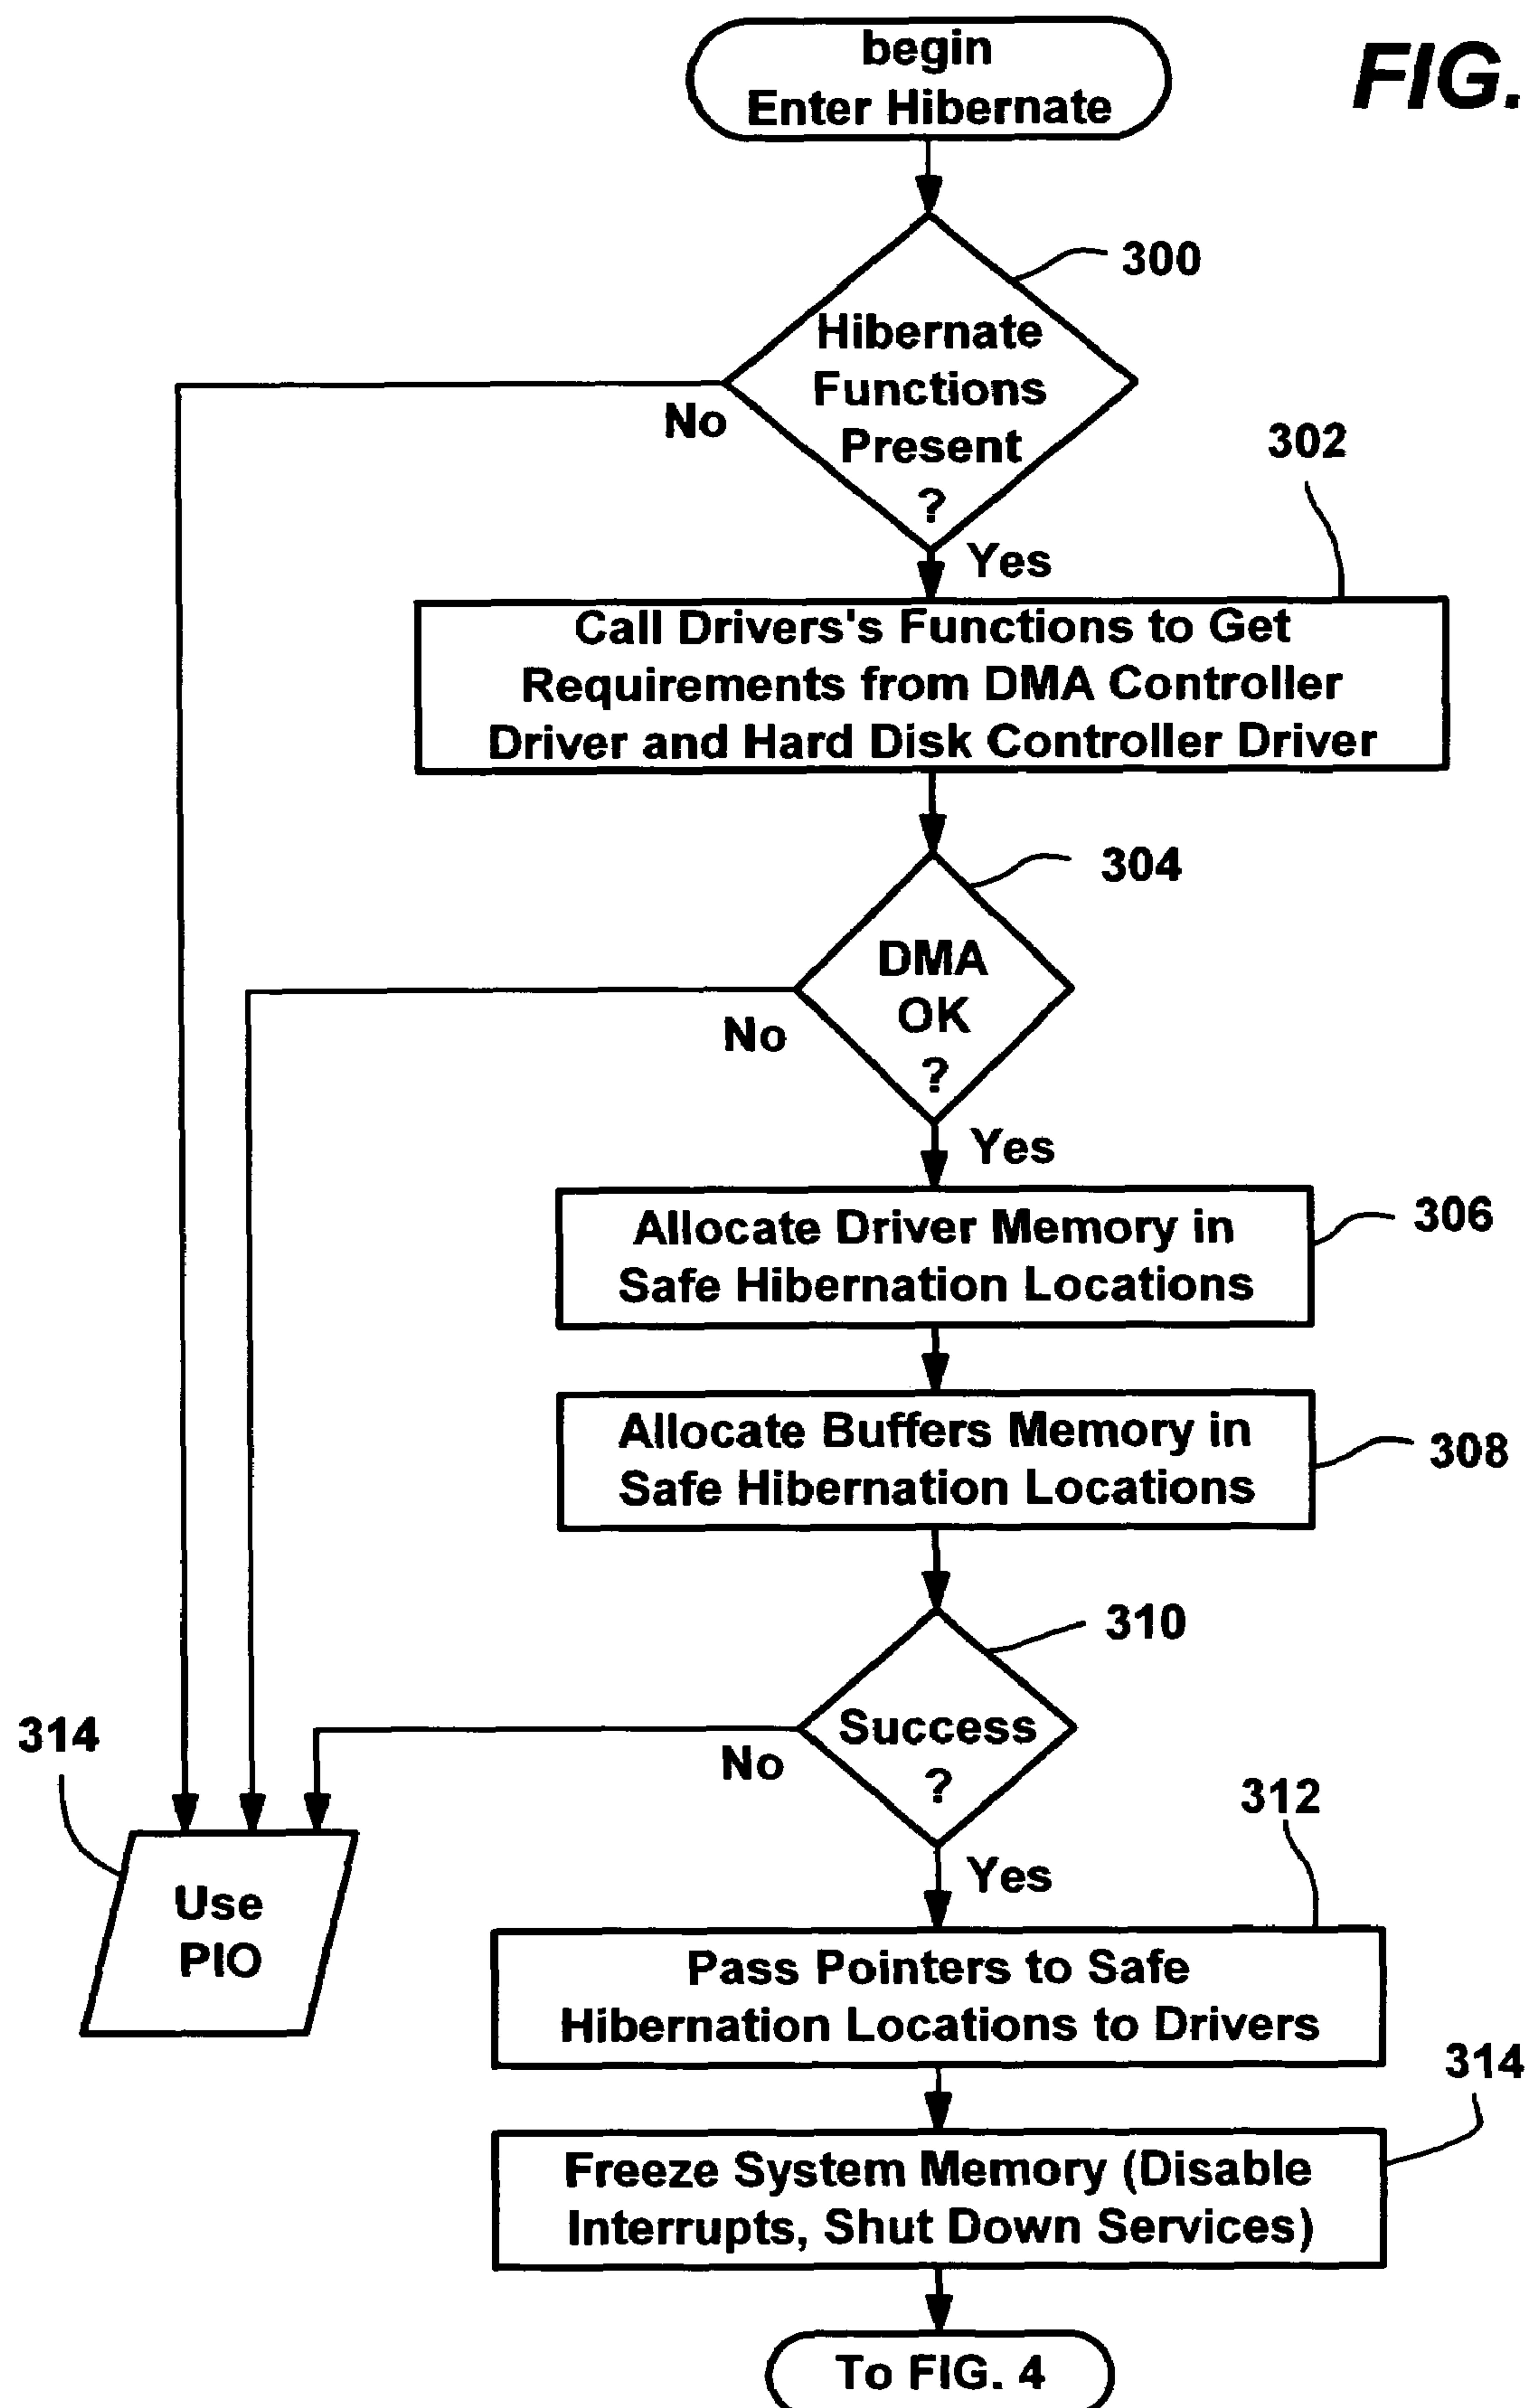 begin
Enter Hibernate
FIG.
300
Hibernate
Functions
Present
?
No
Yes
302
Call Drivers's Functions to Get
Requirements from DMA Controller
Driver and Hard Disk Controller Driver
304
DMA
OK
?
No
Yes
Allocate Driver Memory in
Safe Hibernation Locations
306
Allocate Buffers Memory in
Safe Hibernation Locations
308
310
Success
?
No
Yes
314
Use
PIO
312
Pass Pointers to Safe
Hibernation Locations to Drivers
314
Freeze System Memory (Disable
Interrupts, Shut Down Services)
To FIG. 4